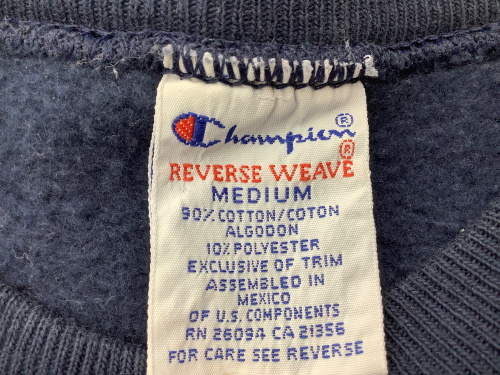 Champion®
REVERSE WEAVE®
MEDIUM
90% COTTON/COTON
ALGODON
10% POLYESTER
EXCLUSIVE OF TRIM
ASSEMBLED IN
MEXICO
OF U.S. COMPONENTS
RN 26094 CA 21356
FOR CARE SEE REVERSE